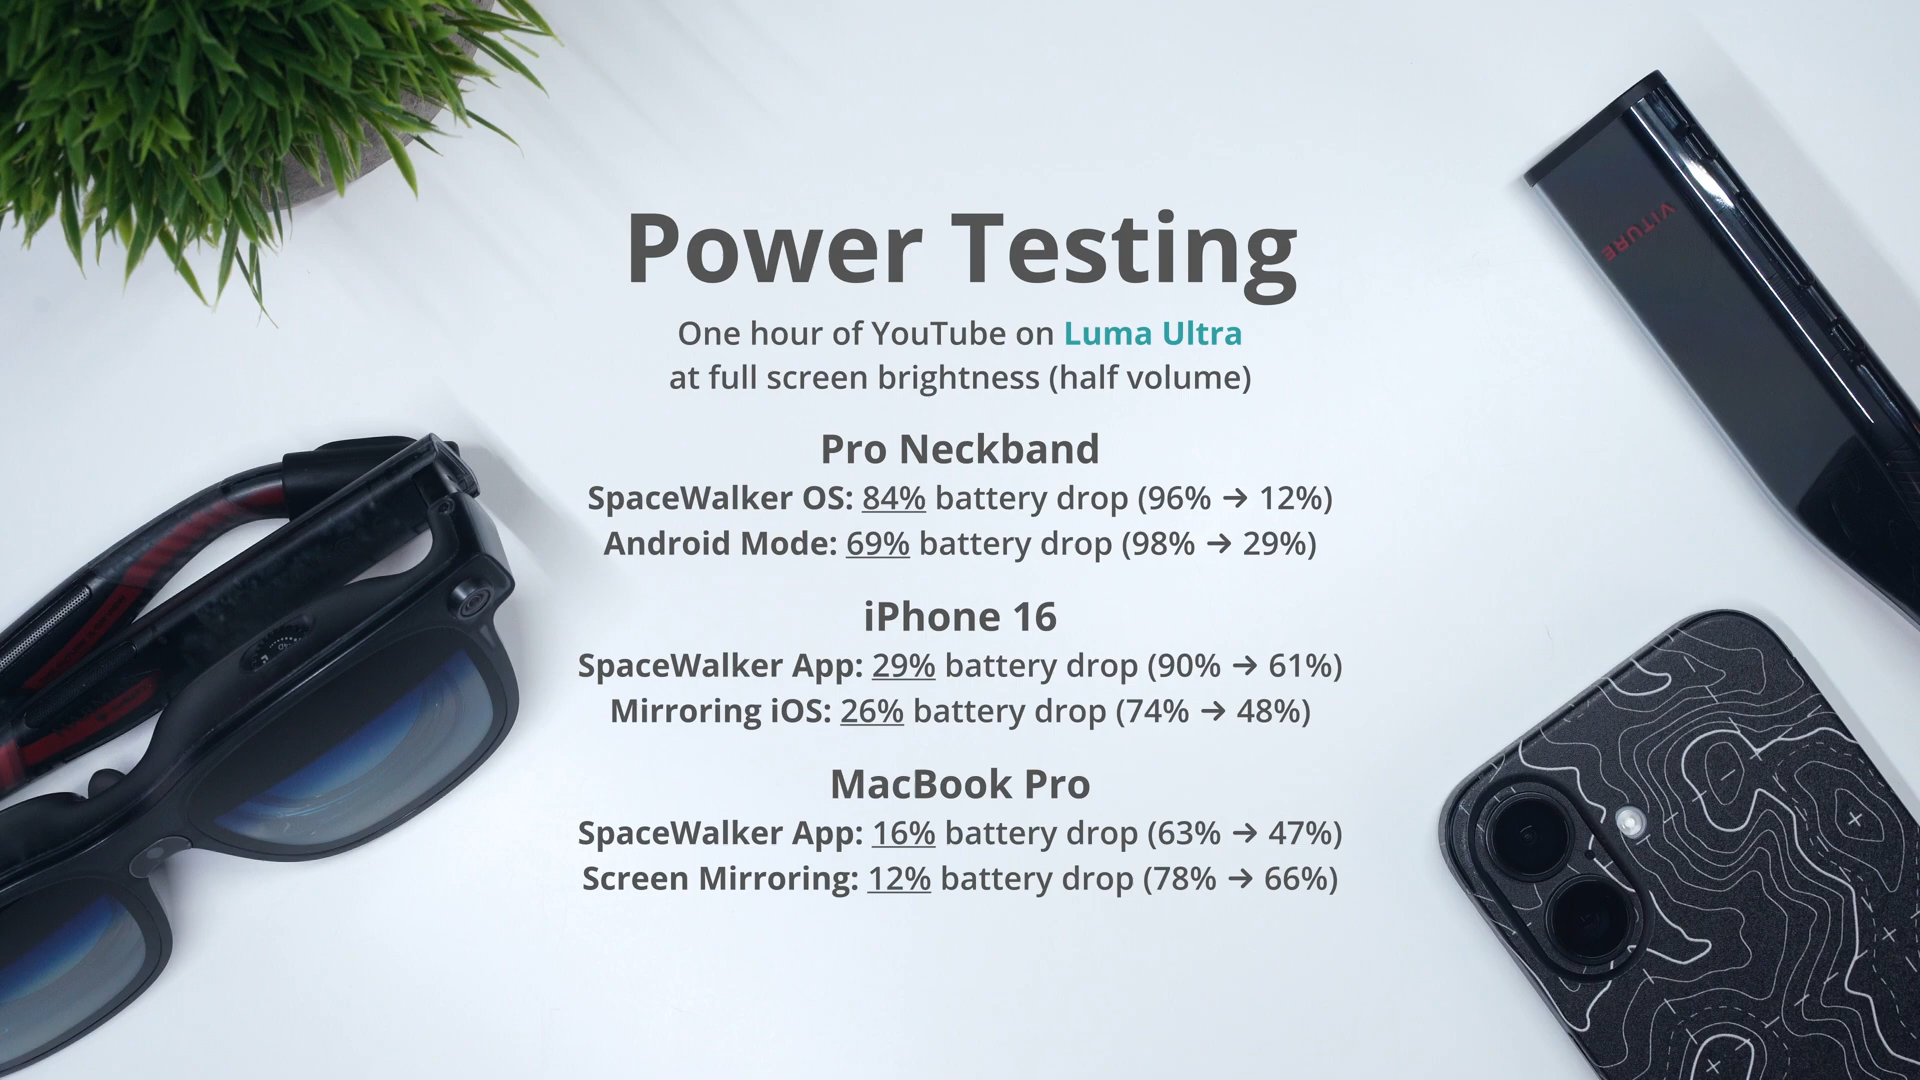 Power Testing
One hour of YouTube on Luma Ultra
at full screen brightness (half volume)
Pro Neckband
SpaceWalker OS: 84% battery drop (96% → 12%)
Android Mode: 69% battery drop (98% → 29%)
iPhone 16
SpaceWalker App: 29% battery drop (90% → 61%)
Mirroring iOS: 26% battery drop (74% → 48%)
MacBook Pro
SpaceWalker App: 16% battery drop (63% → 47%)
Screen Mirroring: 12% battery drop (78% → 66%)
VITURE